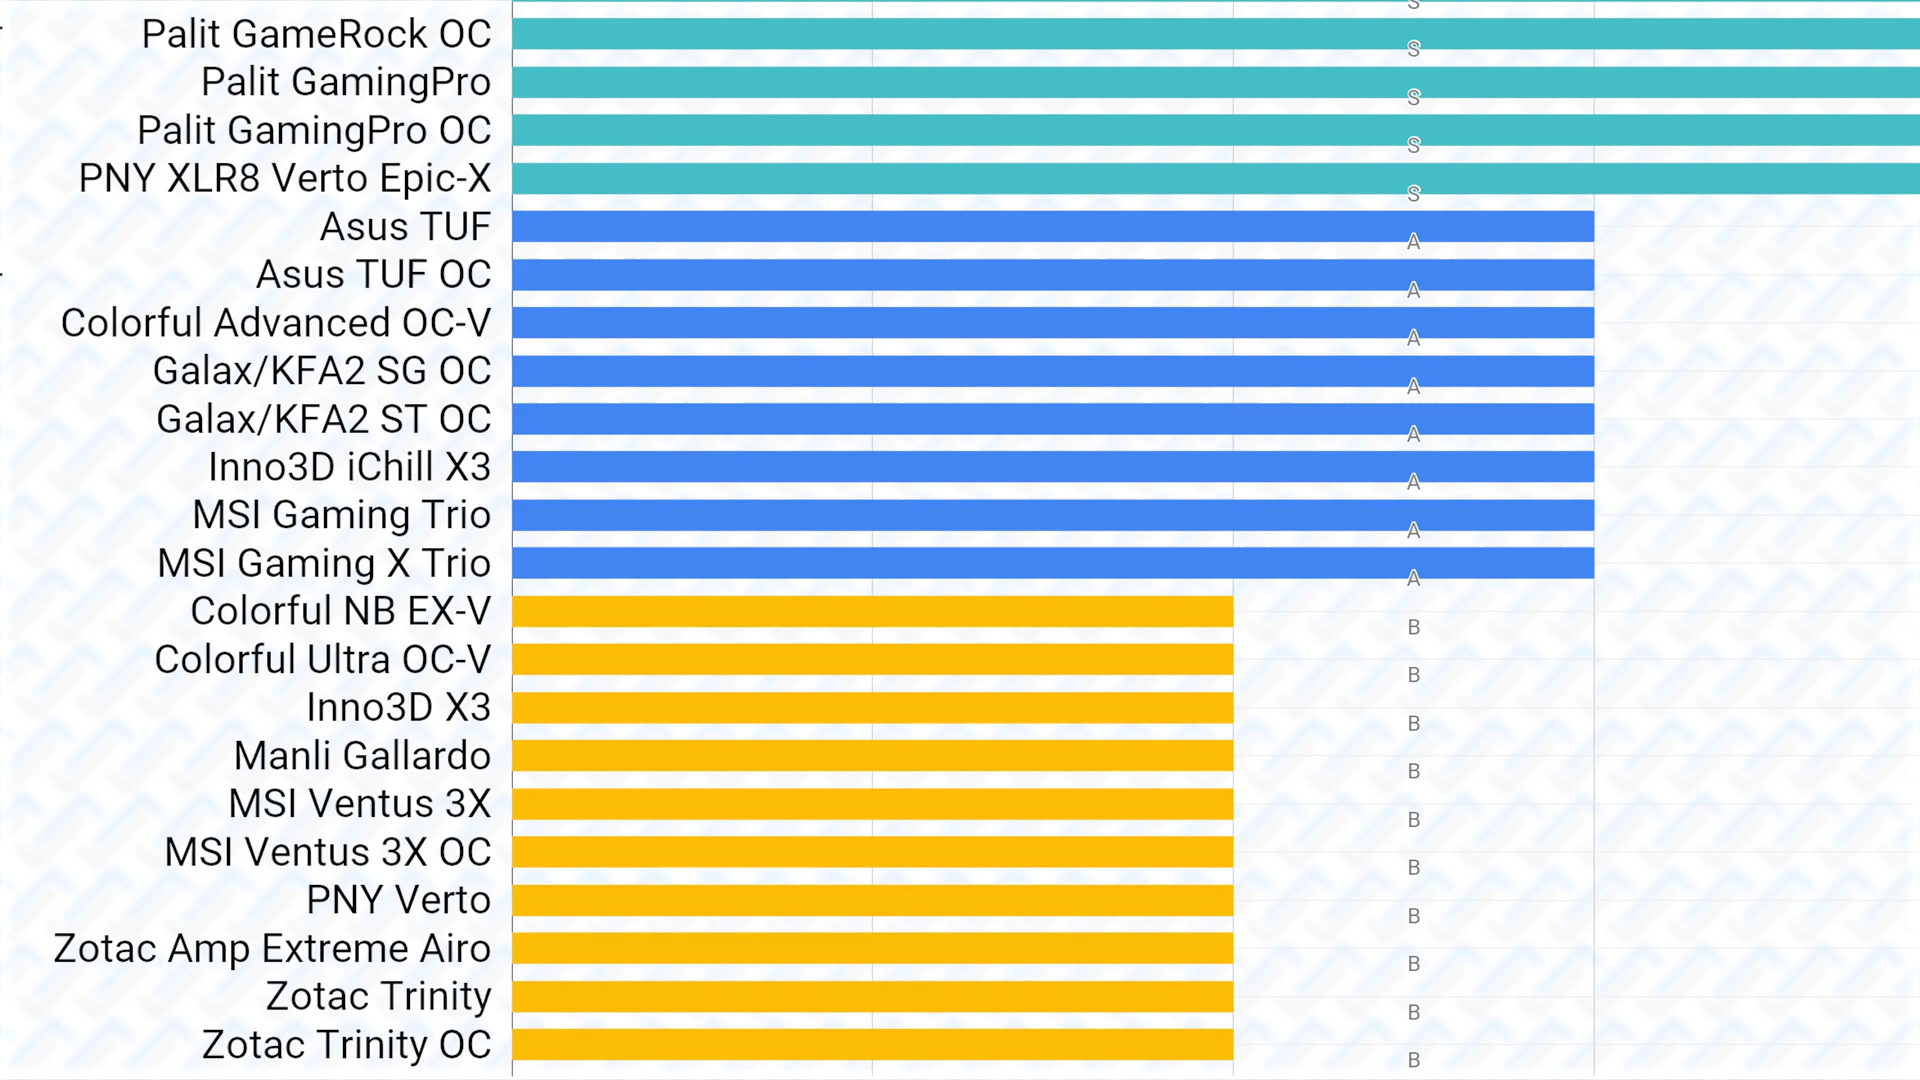 S
Palit GameRock OC S
Palit GamingPro S
Palit GamingPro OC S
PNY XLR8 Verto Epic-X S
Asus TUF A
Asus TUF OC A
Colorful Advanced OC-V A
Galax/KFA2 SG OC A
Galax/KFA2 ST OC A
Inno3D iChill X3 A
MSI Gaming Trio A
MSI Gaming X Trio A
Colorful NB EX-V B
Colorful Ultra OC-V B
Inno3D X3 B
Manli Gallardo B
MSI Ventus 3X B
MSI Ventus 3X OC B
PNY Verto B
Zotac Amp Extreme Airo B
Zotac Trinity B
Zotac Trinity OC B